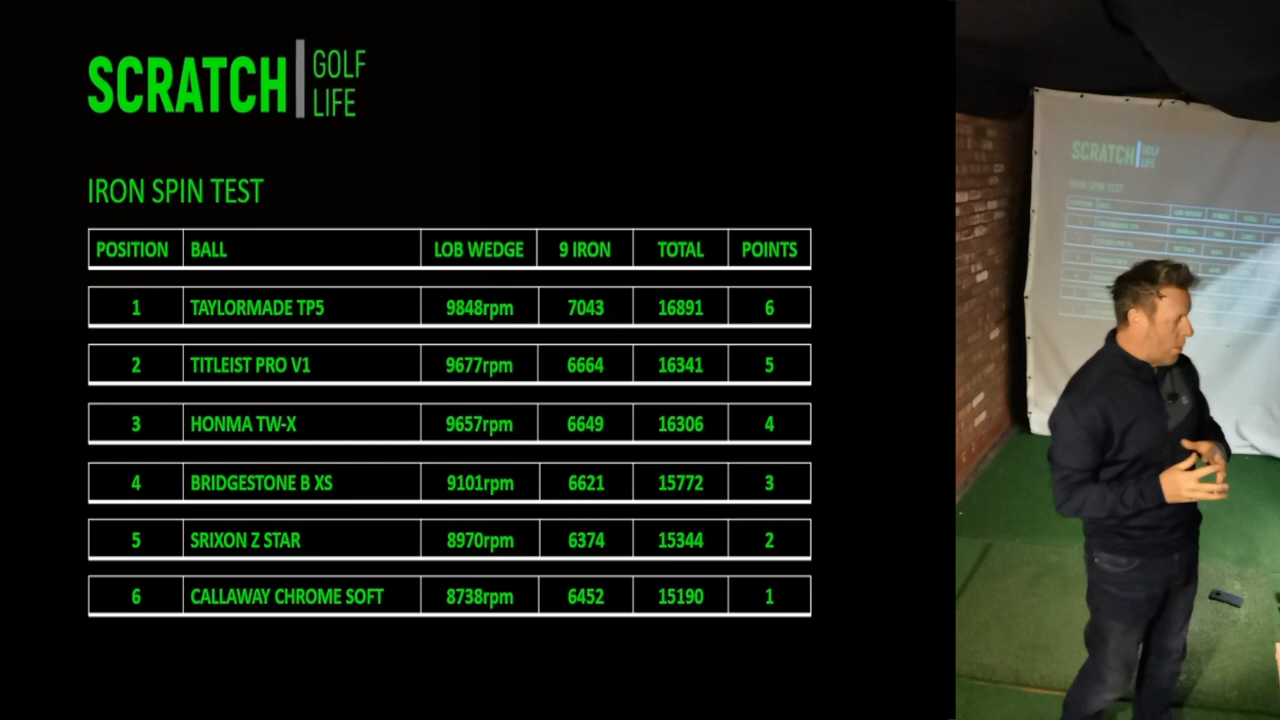 SCRATCH GOLF
LIFE
IRON SPIN TEST
POSITION BALL LOB WEDGE 9 IRON TOTAL POINTS
1 TAYLORMADE TP5 9848rpm 7043 16891 6
2 TITLEIST PRO V1 9677rpm 6664 16341 5
3 HONMA TW-X 9657rpm 6649 16306 4
4 BRIDGESTONE B XS 9101rpm 6621 15772 3
5 SRIXON Z STAR 8970rpm 6374 15344 2
6 CALLAWAY CHROME SOFT 8738rpm 6452 15190 1
SCRATCH GOLF
LIFE
IRON SPIN TEST